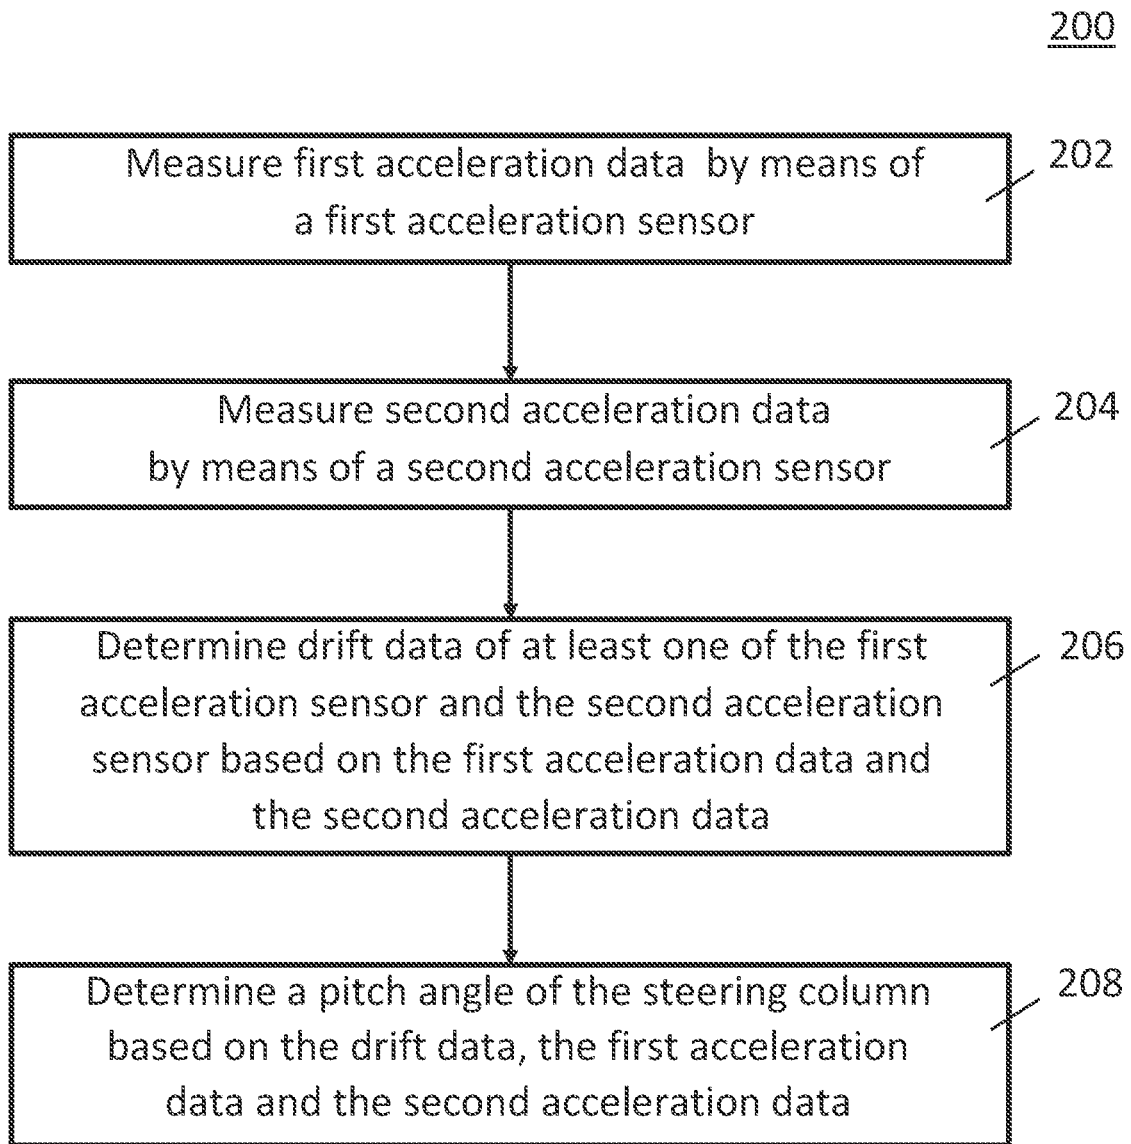 200
Measure first acceleration data by means of
a first acceleration sensor
202
Measure second acceleration data
by means of a second acceleration sensor
204
Determine drift data of at least one of the first
acceleration sensor and the second acceleration
sensor based on the first acceleration data and
the second acceleration data
206
Determine a pitch angle of the steering column
based on the drift data, the first acceleration
data and the second acceleration data
208